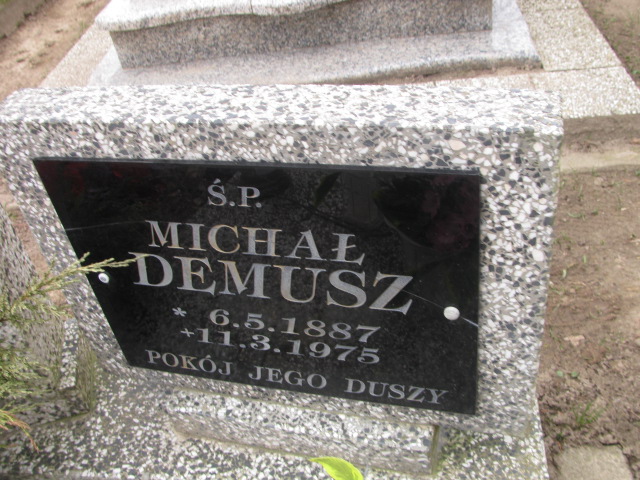 Ś.P.
MICHAŁ
DEMUSZ
* 6.5.1887
+11.3.1975
POKÓJ JEGO DUSZY